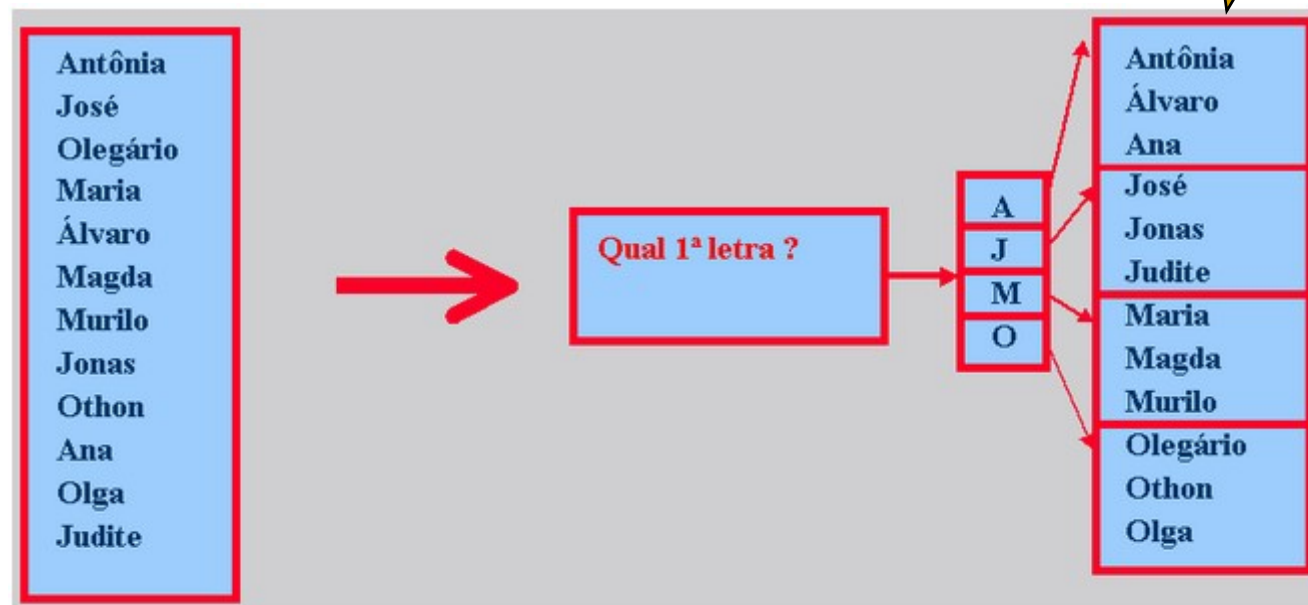 Antônia
José
Olegário
Maria
Álvaro
Magda
Murilo
Jonas
Othon
Ana
Olga
Judite
Qual 1ª letra ?
A
J
M
O
Antônia
Álvaro
Ana
José
Jonas
Judite
Maria
Magda
Murilo
Olegário
Othon
Olga